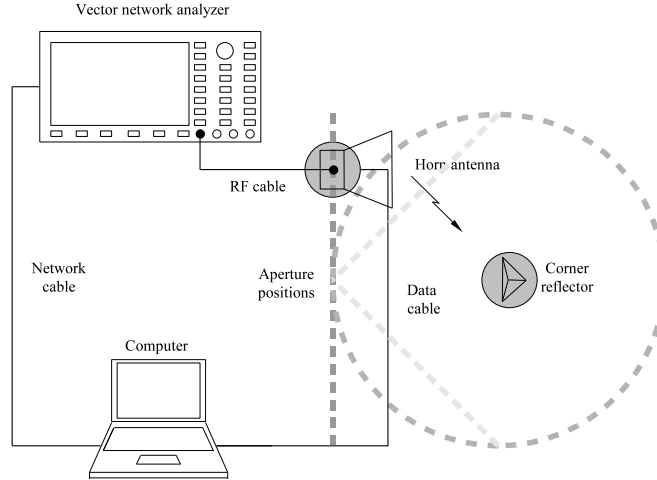 Vector network analyzer
RF cable
Horn antenna
Network
cable
Aperture
positions
Data
cable
Corner
reflector
Computer